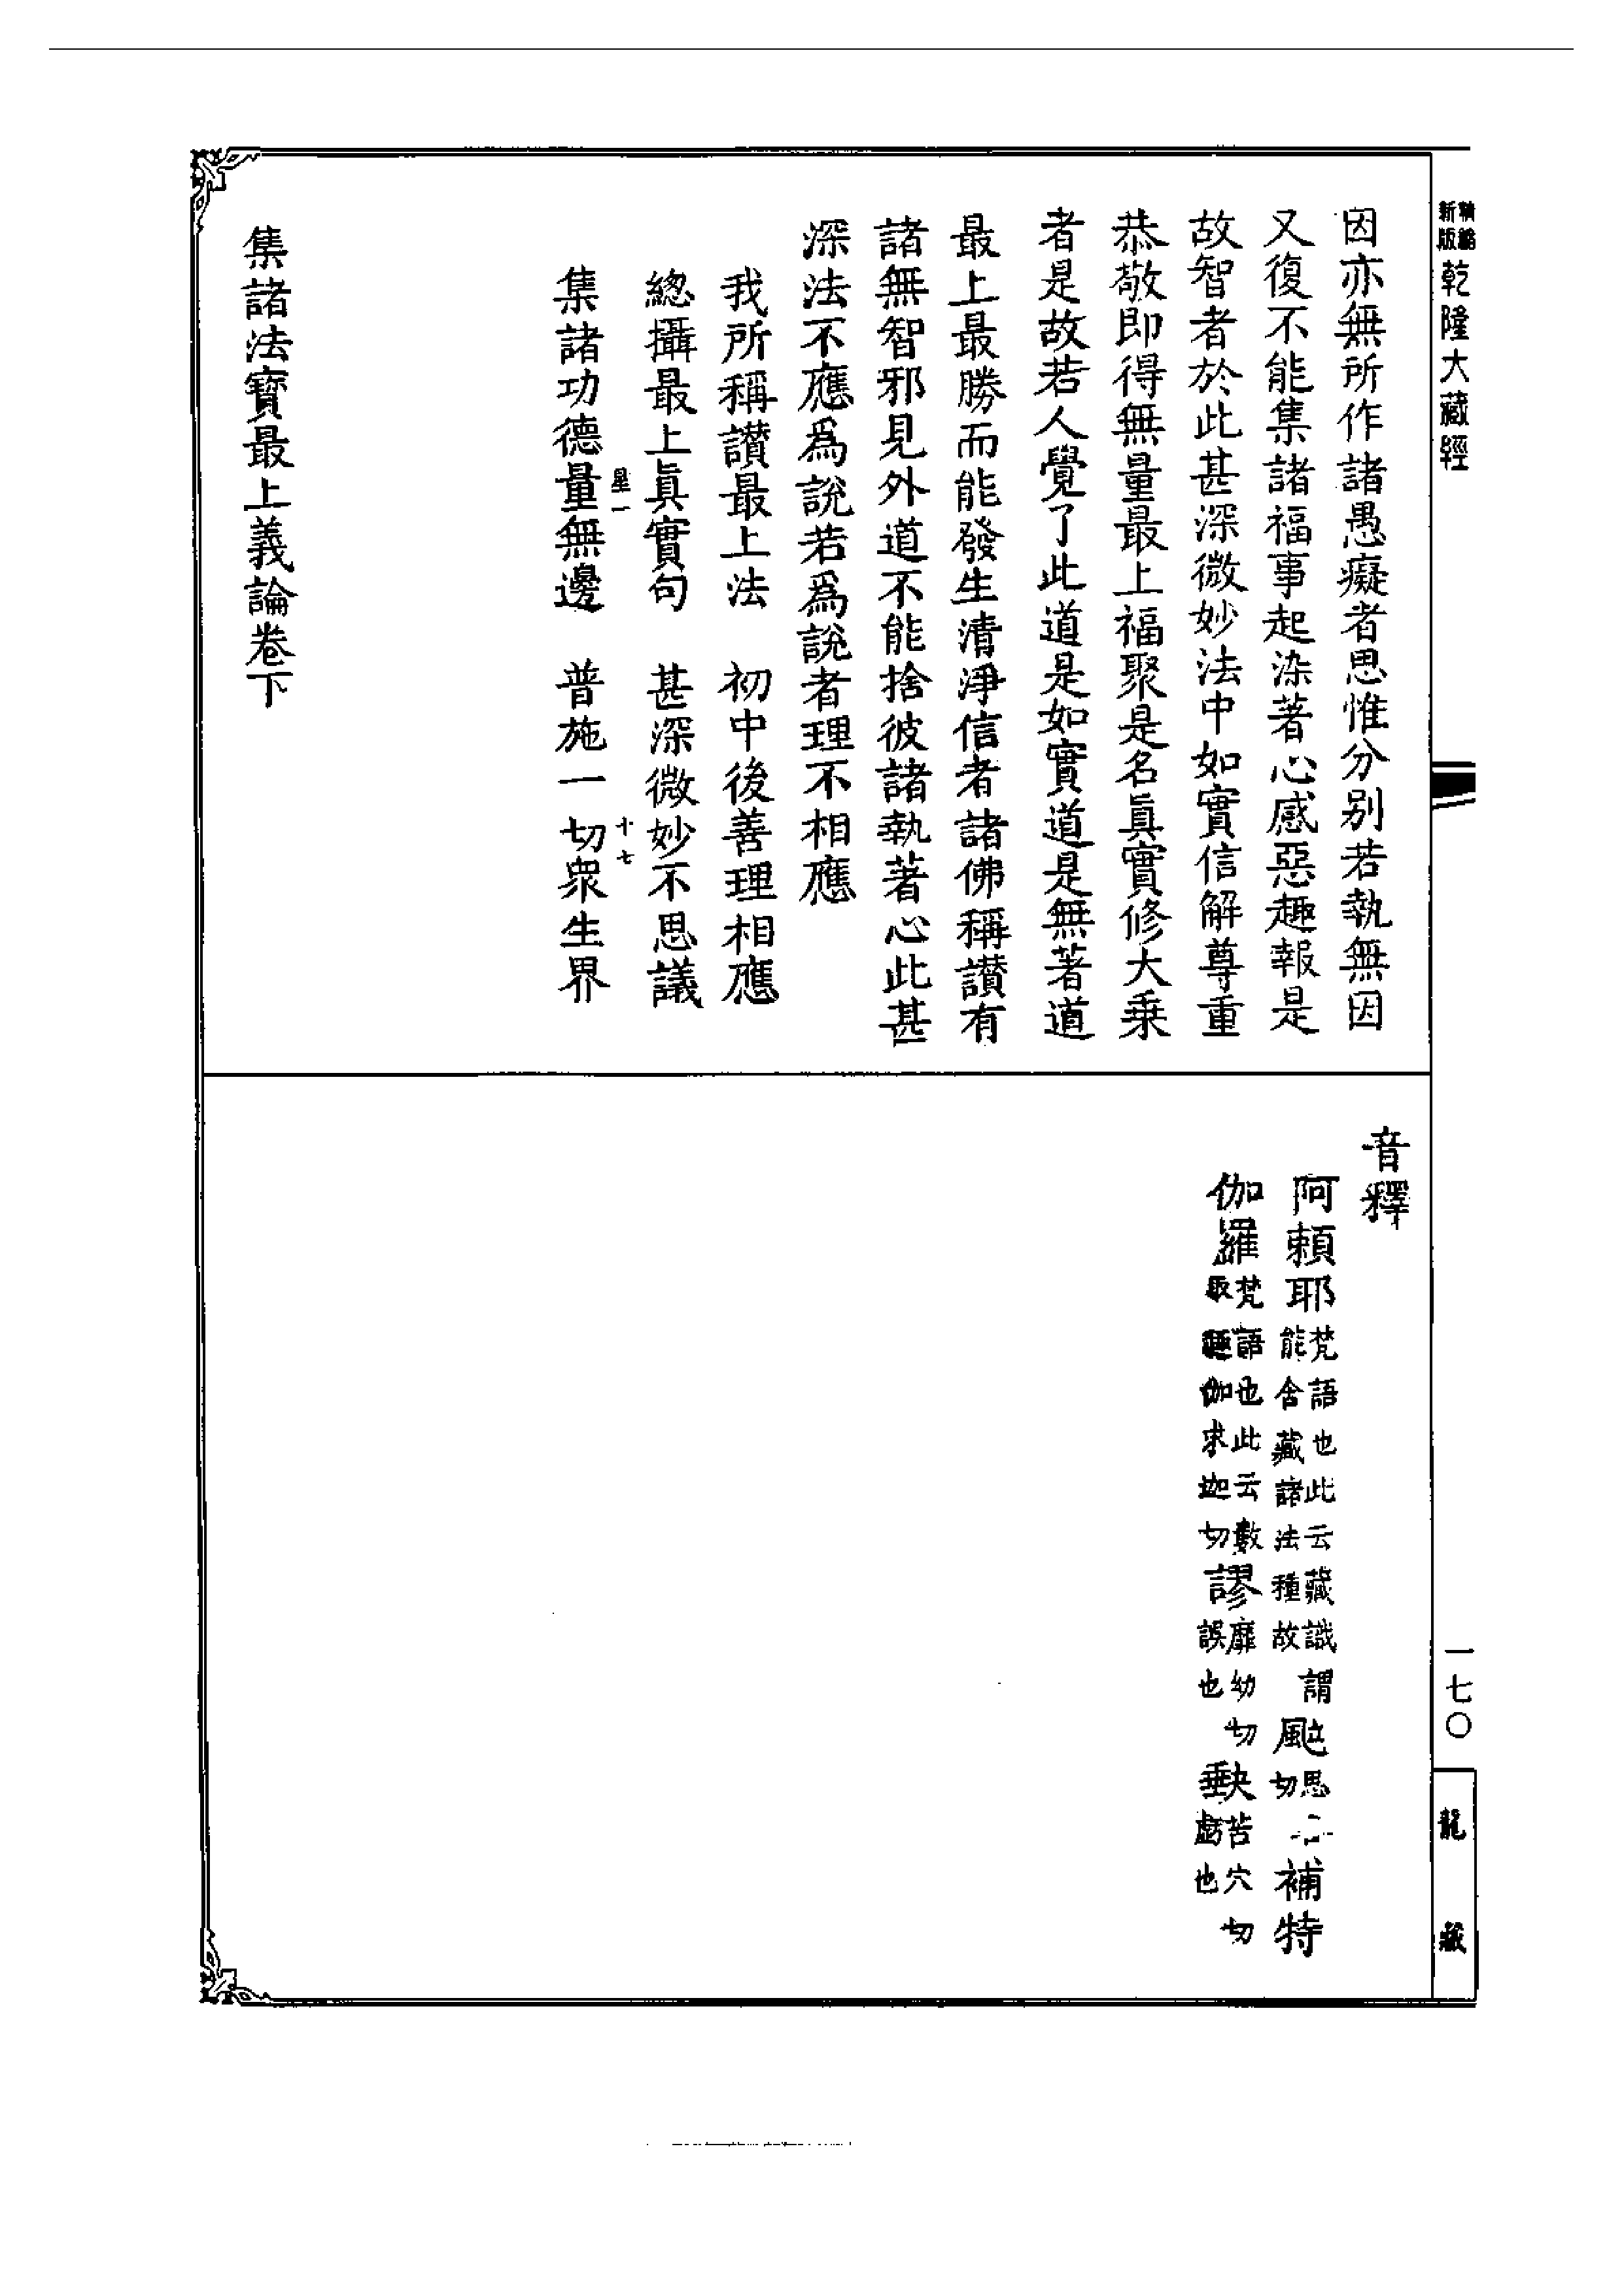 精編
新版
乾隆大藏經
因亦無所作諸愚癡者思惟分别若執無因
又復不能集諸福事起染著心感惡趣報是
故智者於此甚深微妙法中如實信解尊重
恭敬即得無量最上福聚是名眞實修大乗
者是故若人覺了此道是如實道是無著道
最上最勝而能發生清淨信者諸佛稱讃有
諸無智邪見外道不能捨彼諸執著心此甚
深法不應爲說若爲說者理不相應
我所稱讃最上法 初中後善理相應
總攝最上眞實句 甚深微妙不思議
星一 十七
集諸功德量無邊 普施一切衆生界
集諸法寶最上義論卷下
音釋
阿賴耶 梵語也此云藏識謂能含藏諸法種故 颰 思切 補特
伽羅 梵語也此云數取趣伽求迦切 謬 靡幼切誤也 缺 苦穴切虧也
一七〇
龍藏